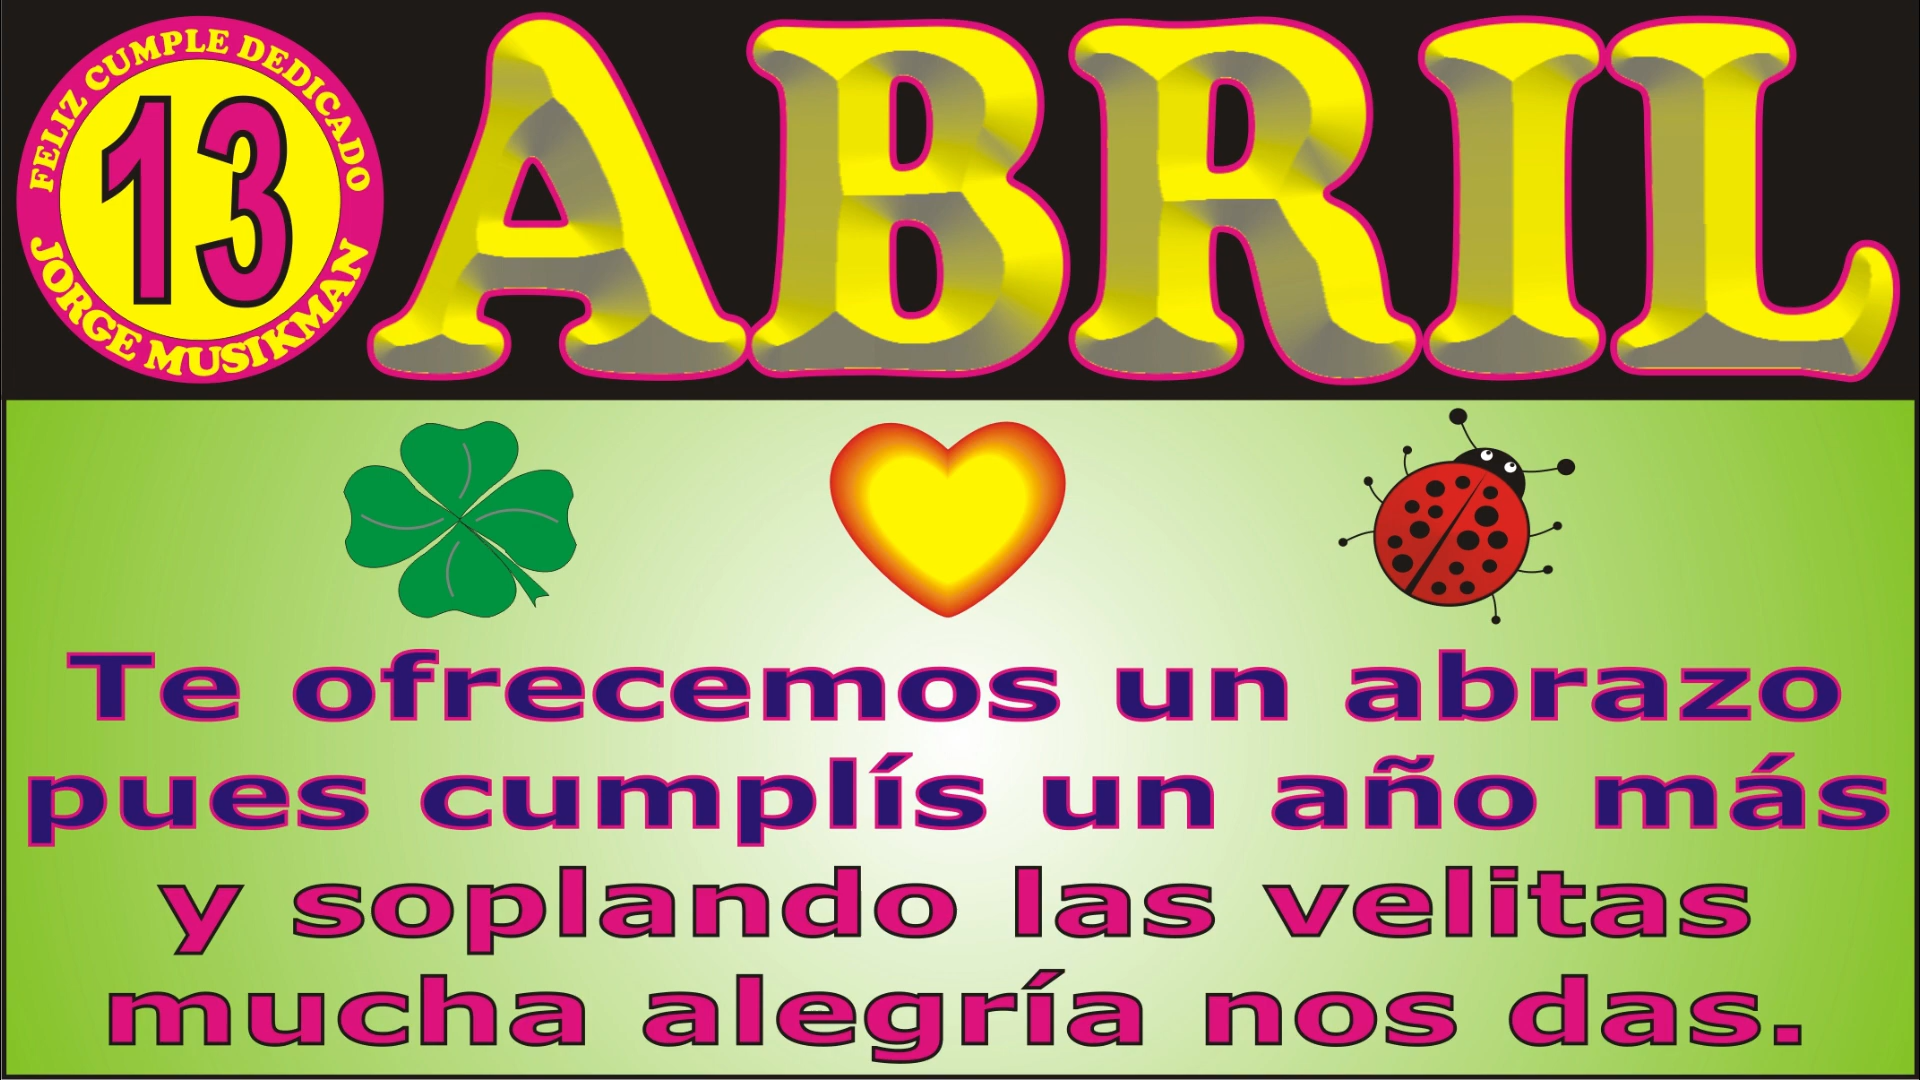 FELIZ CUMPLE DEDICADO
13
JORGE MUSIKMAN
ABRIL
Te ofrecemos un abrazo
pues cumplís un año más
y soplando las velitas
mucha alegría nos das.